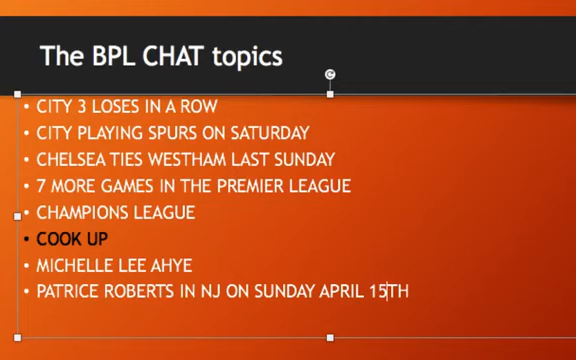 The BPL CHAT topics
• CITY 3 LOSES IN A ROW
• CITY PLAYING SPURS ON SATURDAY
• CHELSEA TIES WESTHAM LAST SUNDAY
• 7 MORE GAMES IN THE PREMIER LEAGUE
• CHAMPIONS LEAGUE
• COOK UP
• MICHELLE LEE AHYE
• PATRICE ROBERTS IN NJ ON SUNDAY APRIL 15TH